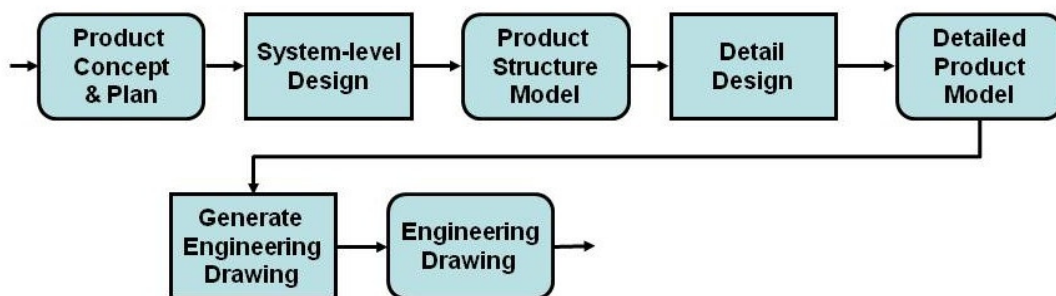 Product
Concept
& Plan
System-level
Design
Product
Structure
Model
Detail
Design
Detailed
Product
Model
Generate
Engineering
Drawing
Engineering
Drawing